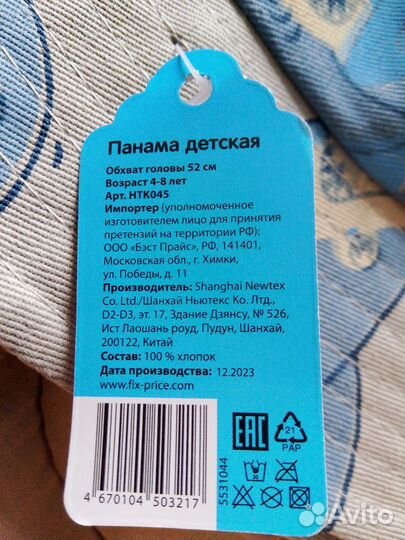 Панама детская
Обхват головы 52 см
Возраст 4-8 лет
Арт. НТК045
Импортер (уполномоченное
изготовителем лицо для принятия
претензий на территории РФ):
ООО «Бэст Прайс», РФ, 141401,
Московская обл., г. Химки,
ул. Победы, д. 11
Производитель: Shanghai Newtex
Co. Ltd./Шанхай Ньютекс Ко. Лтд.,
D2-D3, эт. 17, Здание Дзянсу, № 526,
Ист Лаошань роуд, Пудун, Шанхай,
200122, Китай
Состав: 100 % хлопок
Дата производства: 12.2023
www.fix-price.com
4 670104 503217
5531044
EAC
21
PAP
Avito